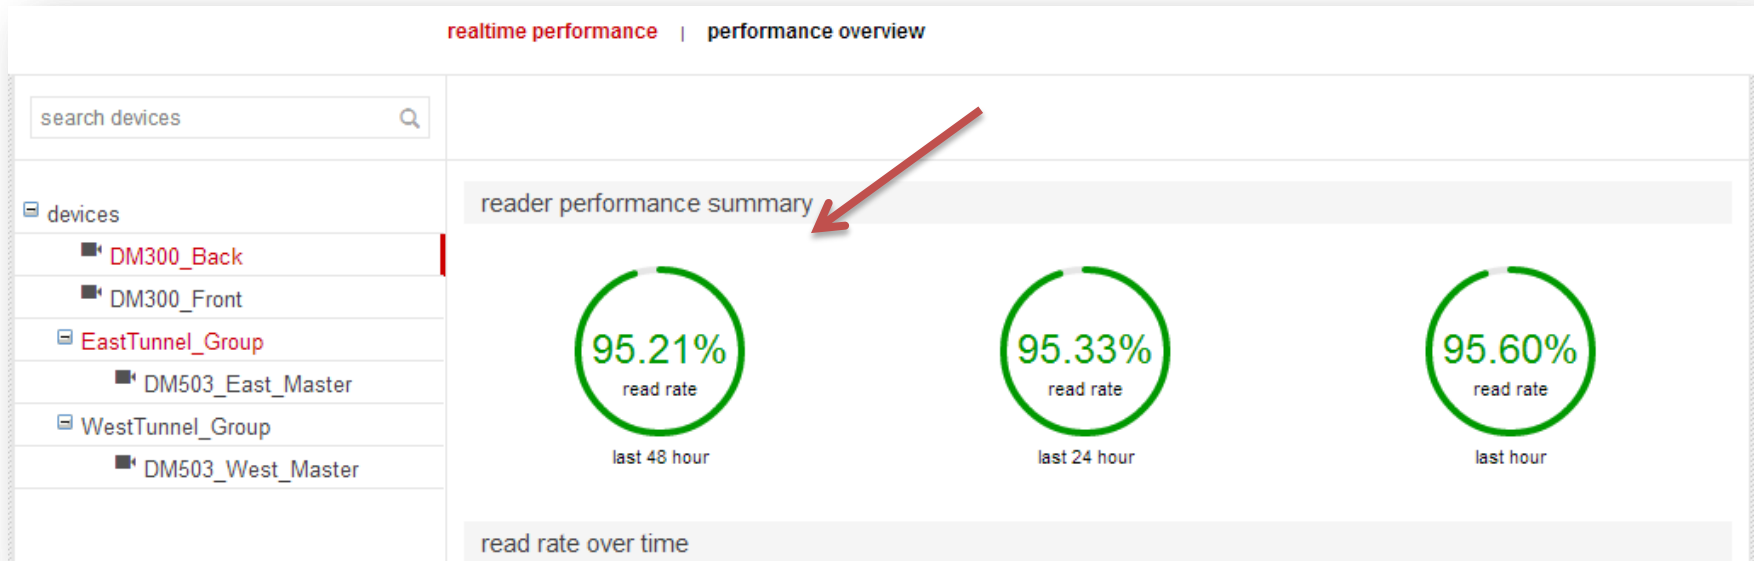 realtime performance | performance overview
search devices
devices
DM300_Back
DM300_Front
EastTunnel_Group
DM503_East_Master
WestTunnel_Group
DM503_West_Master
reader performance summary
95.21%
read rate
last 48 hour
95.33%
read rate
last 24 hour
95.60%
read rate
last hour
read rate over time